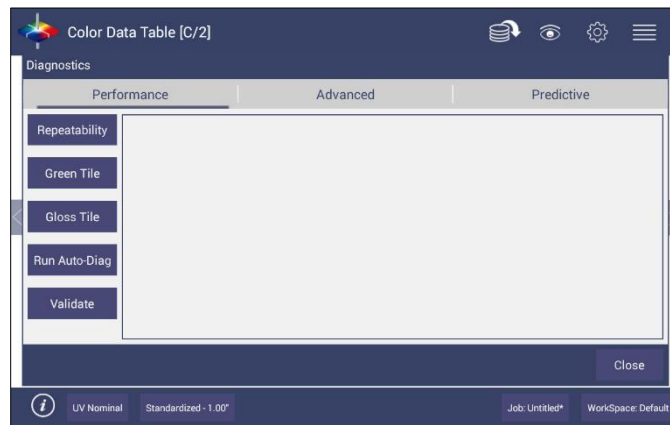 Color Data Table [C/2]
Diagnostics
Performance
Advanced
Predictive
Repeatability
Green Tile
Gloss Tile
Run Auto-Diag
Validate
Close
i
UV Nominal
Standardized - 1.00"
Job: Untitled*
WorkSpace: Default